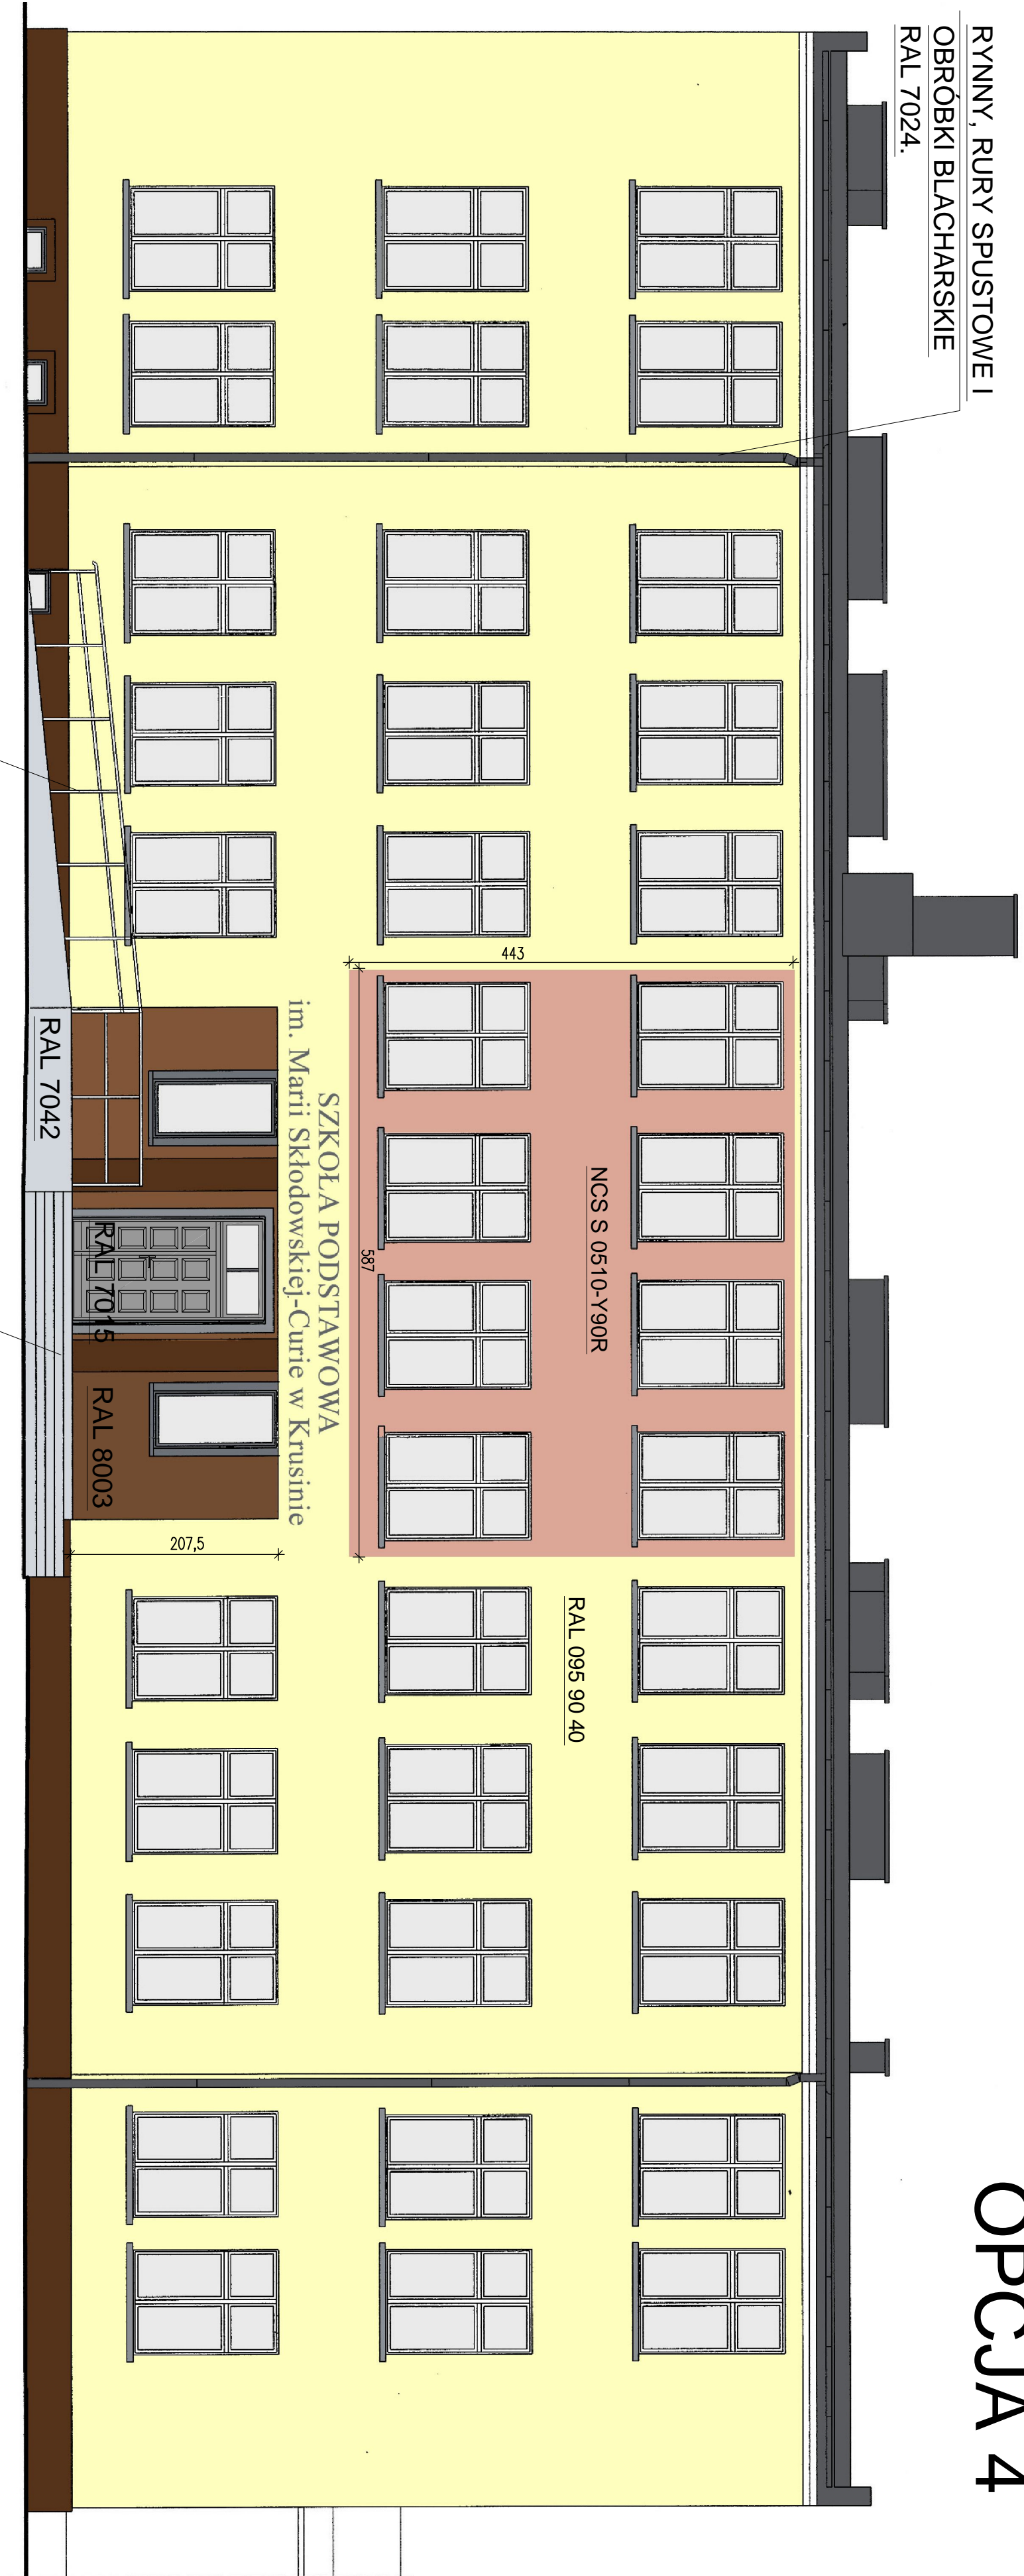 RYNNY, RURY SPUSTOWE I
OBRÓBKI BLACHARSKIE
RAL 7024.
OPCJA 4
443
NCS S 0510-Y90R
RAL 095 90 40
587
SZKOŁA PODSTAWOWA
im. Marii Skłodowskiej-Curie w Krusinie
207,5
RAL 7015
RAL 8003
RAL 7042